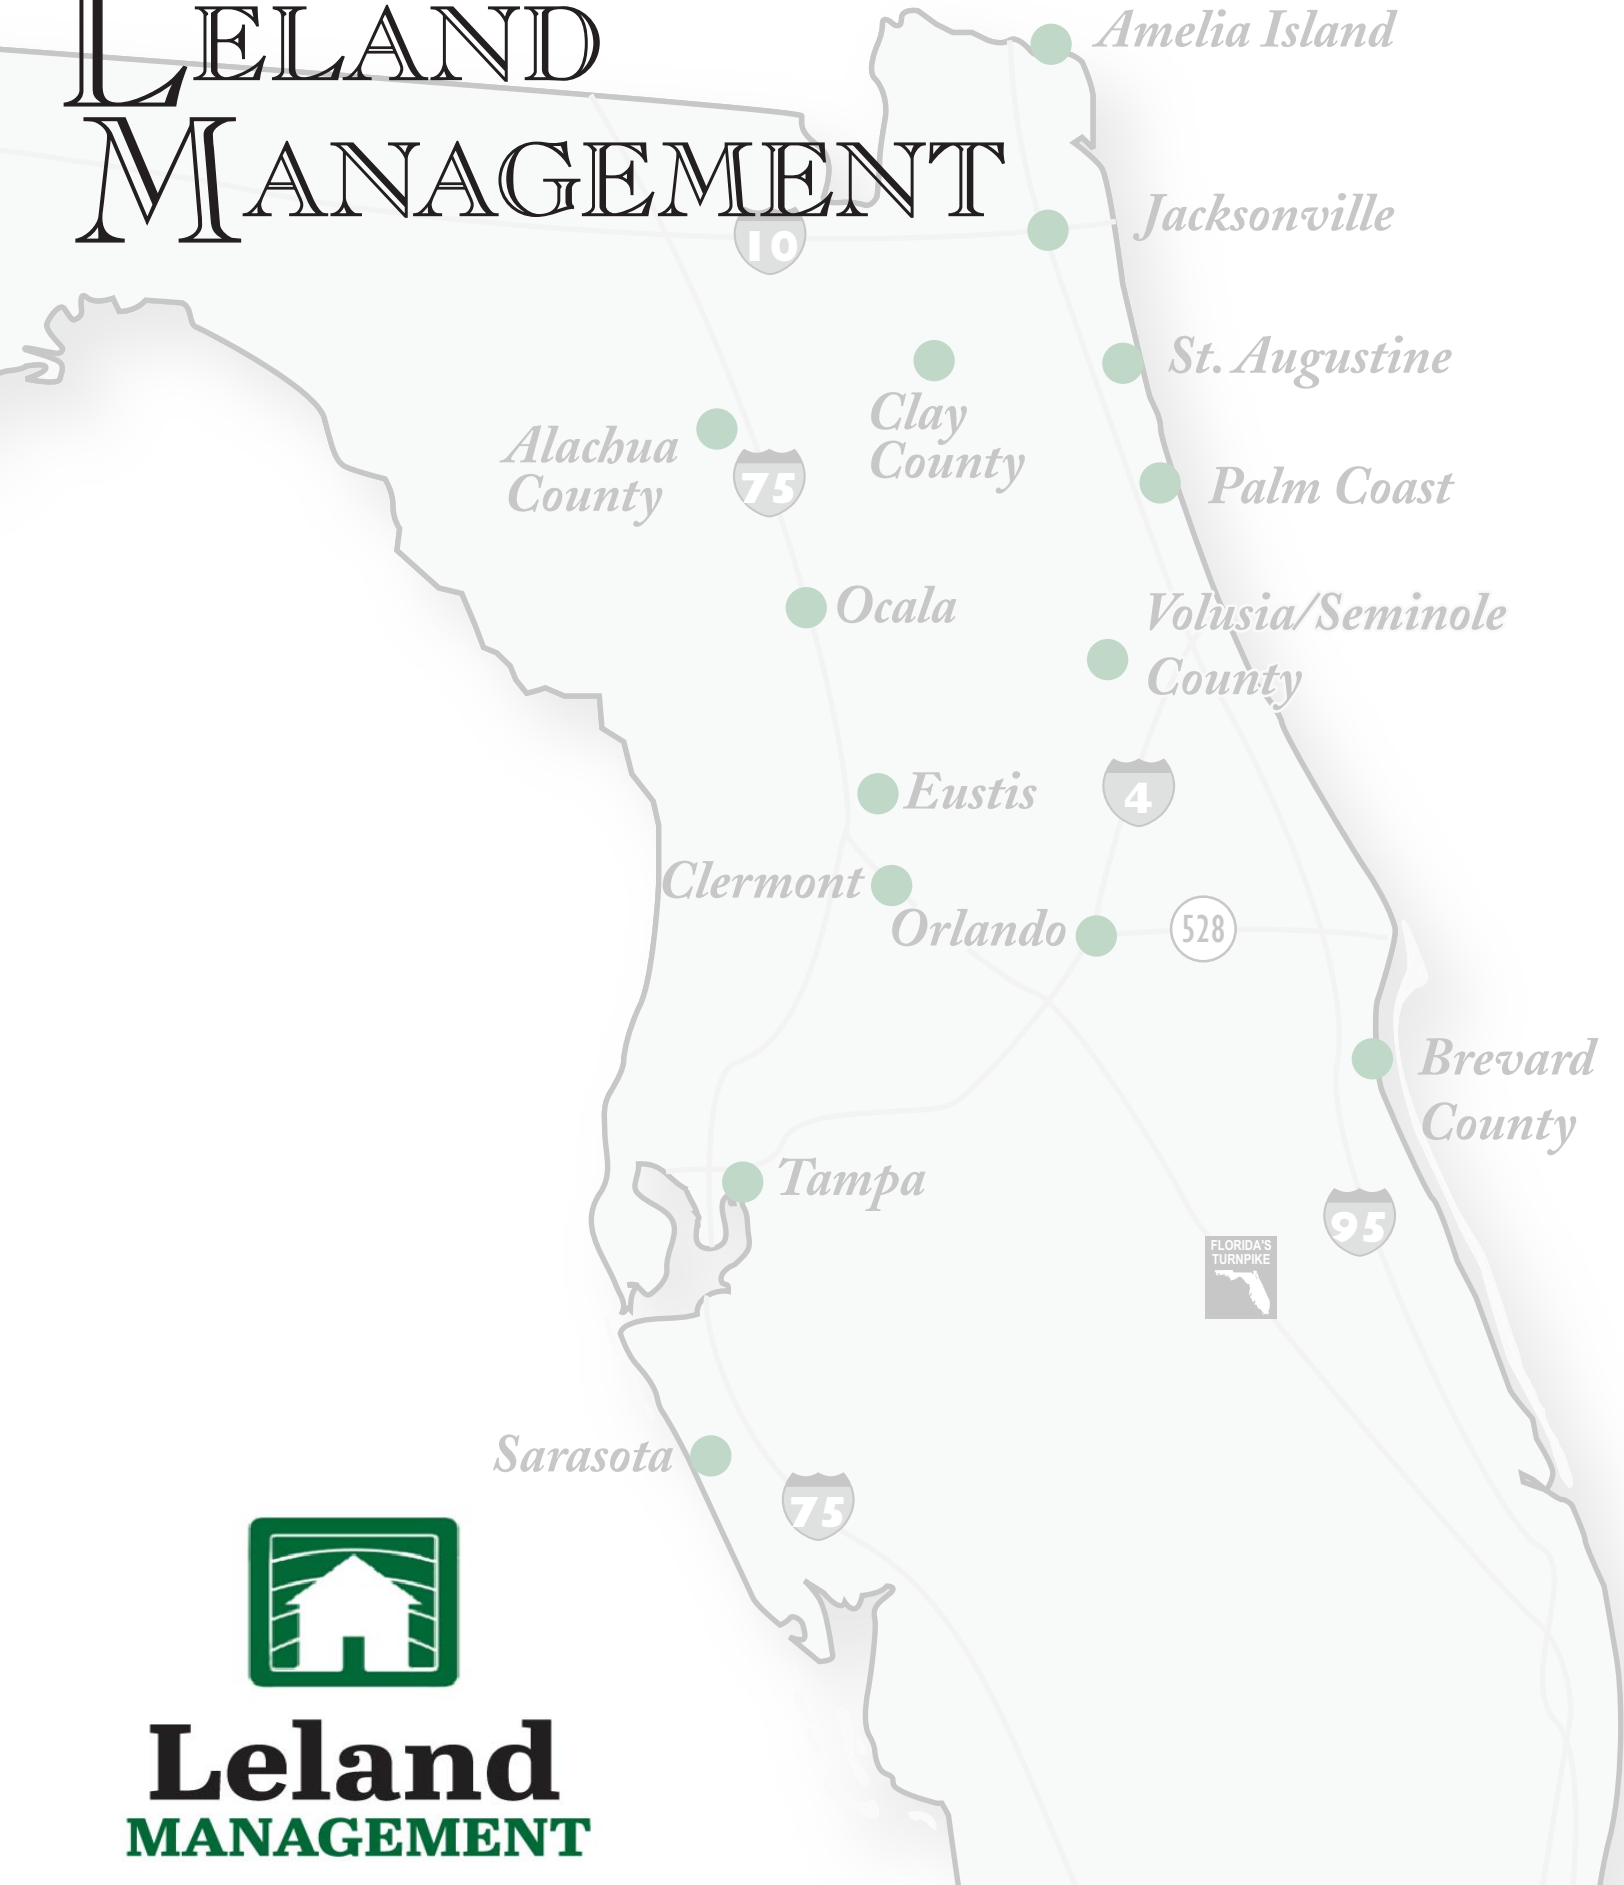 LELAND
MANAGEMENT
Amelia Island
Jacksonville
10
St. Augustine
Clay
County
Alachua
County
75
Palm Coast
Ocala
Volusia/Seminole
County
Eustis
4
Clermont
Orlando
528
Brevard
County
Tampa
95
FLORIDA'S
TURNPIKE
Sarasota
75
Leland
MANAGEMENT